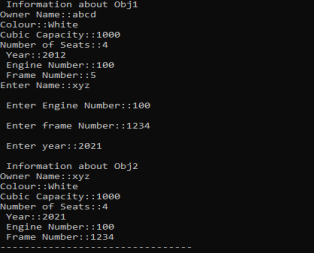 Information about Obj1
Owner Name::abcd
Colour::White
Cubic Capacity::1000
Number of Seats::4
Year::2012
Engine Number::100
Frame Number::5
Enter Name::xyz
Enter Engine Number::100
Enter frame Number::1234
Enter year::2021
Information about Obj2
Owner Name::xyz
Colour::White
Cubic Capacity::1000
Number of Seats::4
Year::2021
Engine Number::100
Frame Number::1234
--------------------------------